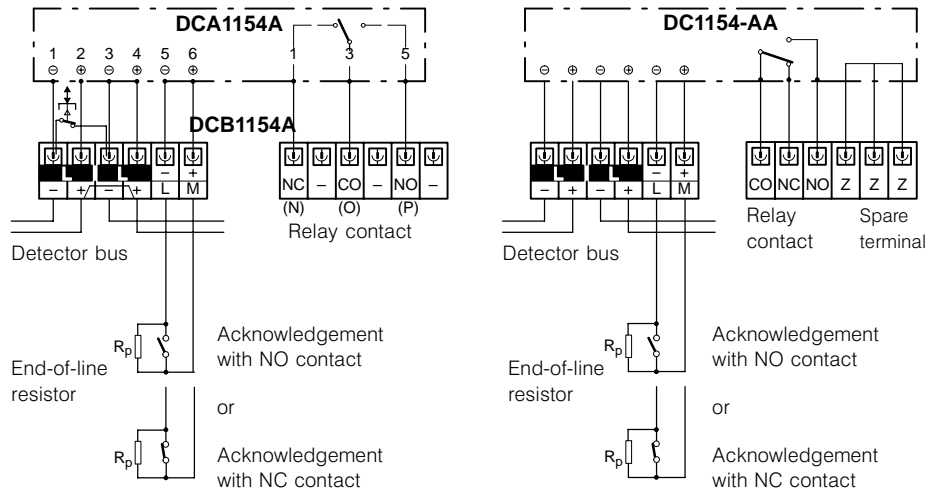 DCA1154A
1 2 3 4 5 6 1 3 5
⊖ ⊕ ⊖ ⊕ ⊖ ⊕
DCB1154A
– + – + – +
L M
NC – CO – NO –
(N) (O) (P)
Relay contact
Detector bus
Rp
Acknowledgement
with NO contact
End-of-line
resistor
or
Rp
Acknowledgement
with NC contact
DC1154-AA
⊖ ⊕ ⊖ ⊕ ⊖ ⊕
– + – + – +
L M
CO NC NO Z Z Z
Relay
contact
Spare
terminal
Detector bus
Rp
Acknowledgement
with NO contact
End-of-line
resistor
or
Rp
Acknowledgement
with NC contact